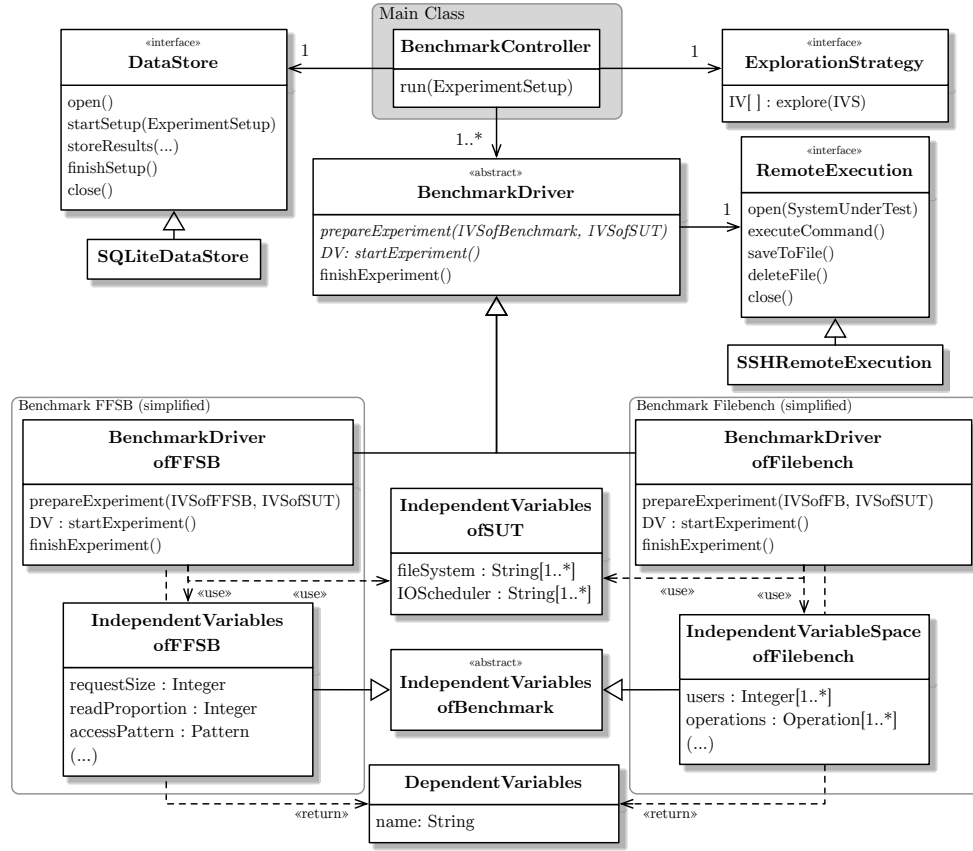 Main Class
«interface»
DataStore
open()
startSetup(ExperimentSetup)
storeResults(...)
finishSetup()
close()
SQLiteDataStore
1
BenchmarkController
run(ExperimentSetup)
1
«interface»
ExplorationStrategy
IV[ ] : explore(IVS)
1..*
«abstract»
BenchmarkDriver
prepareExperiment(IVSofBenchmark, IVSofSUT)
DV: startExperiment()
finishExperiment()
1
«interface»
RemoteExecution
open(SystemUnderTest)
executeCommand()
saveToFile()
deleteFile()
close()
SSHRemoteExecution
Benchmark FFSB (simplified)
BenchmarkDriver
ofFFSB
prepareExperiment(IVSofFFSB, IVSofSUT)
DV : startExperiment()
finishExperiment()
«use»
«use»
IndependentVariables
ofFFSB
requestSize : Integer
readProportion : Integer
accessPattern : Pattern
(...)
IndependentVariables
ofSUT
fileSystem : String[1..*]
IOScheduler : String[1..*]
«abstract»
IndependentVariables
ofBenchmark
Benchmark Filebench (simplified)
BenchmarkDriver
ofFilebench
prepareExperiment(IVSofFB, IVSofSUT)
DV : startExperiment()
finishExperiment()
«use»
«use»
IndependentVariableSpace
ofFilebench
users : Integer[1..*]
operations : Operation[1..*]
(...)
«return»
DependentVariables
name: String
«return»